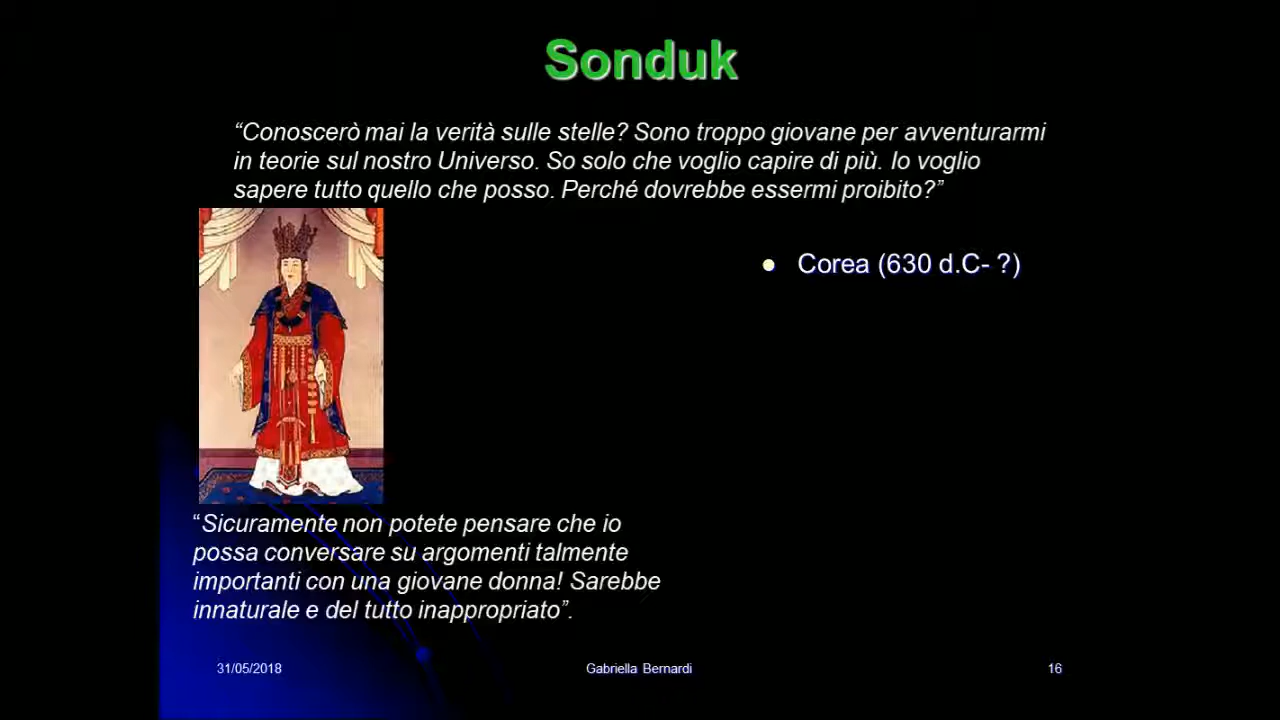 Sonduk
“Conoscerò mai la verità sulle stelle? Sono troppo giovane per avventurarmi
in teorie sul nostro Universo. So solo che voglio capire di più. Io voglio
sapere tutto quello che posso. Perché dovrebbe essermi proibito?”
Corea (630 d.C- ?)
“Sicuramente non potete pensare che io
possa conversare su argomenti talmente
importanti con una giovane donna! Sarebbe
innaturale e del tutto inappropriato”.
31/05/2018
Gabriella Bernardi
16